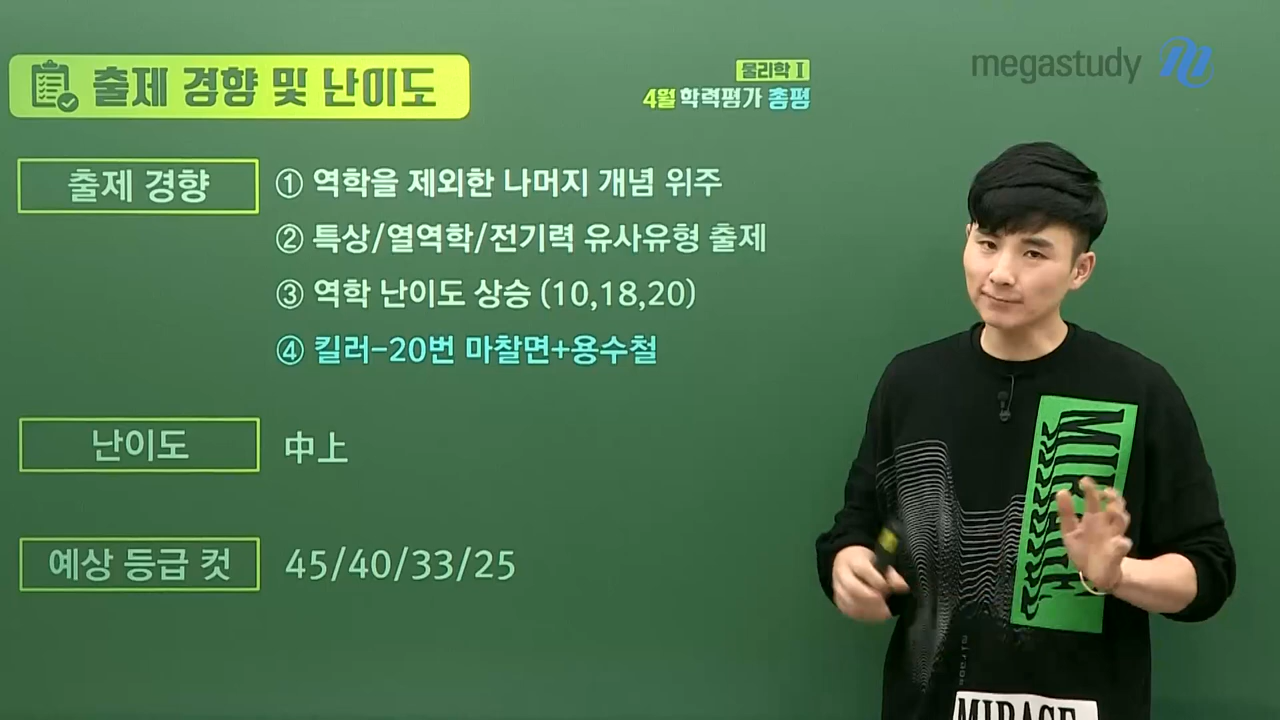 출제 경향 및 난이도
물리학 I
4월 학력평가 총평
megastudy
출제 경향
① 역학을 제외한 나머지 개념 위주
② 특상/열역학/전기력 유사유형 출제
③ 역학 난이도 상승 (10,18,20)
④ 킬러-20번 마찰면+용수철
난이도
中上
예상 등급 컷
45/40/33/25
MIRAGE
MIRAGE